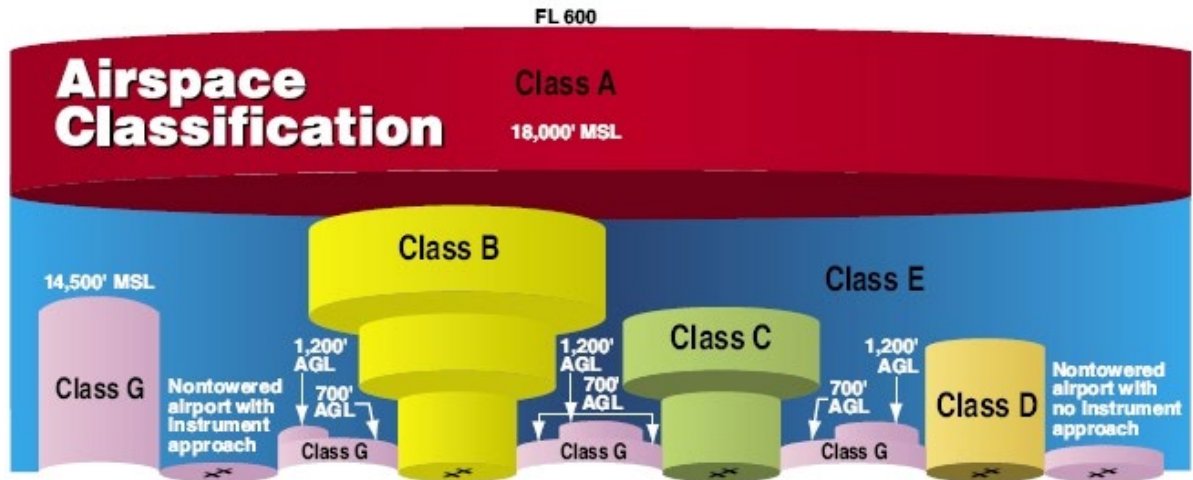 FL 600
Airspace
Classification
Class A
18,000' MSL
Class B
Class E
14,500' MSL
Class C
1,200'
AGL
1,200'
AGL
1,200'
AGL
Class G
Nontowered
airport with
Instrument
approach
700'
AGL
700'
AGL
700'
AGL
Class D
Nontowered
airport with
no Instrument
approach
Class G
Class G
Class G